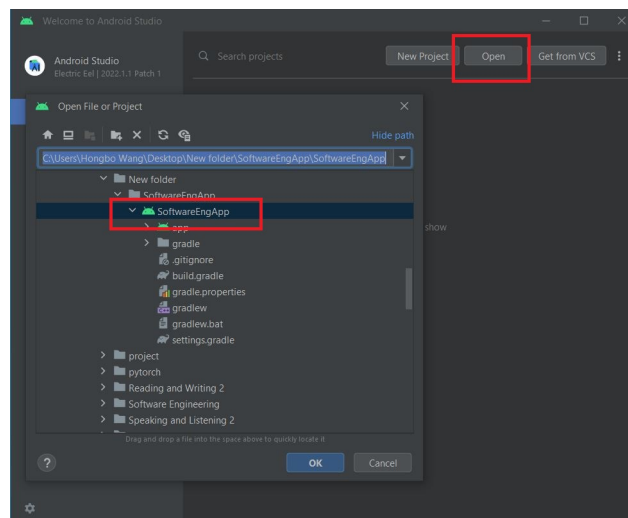 Welcome to Android Studio
Android Studio
Electric Eel | 2022.1.1 Patch 1
Search projects
New Project
Open
Get from VCS
Open File or Project
Hide path
C:\Users\Hongbo Wang\Desktop\New folder\SoftwareEngApp\SoftwareEngApp
New folder
SoftwareEngApp
SoftwareEngApp
app
show
gradle
.gitignore
build.gradle
gradle.properties
gradlew
gradlew.bat
settings.gradle
project
pytorch
Reading and Writing 2
Software Engineering
Speaking and Listening 2
Drag and drop a file into the space above to quickly locate it
?
OK
Cancel